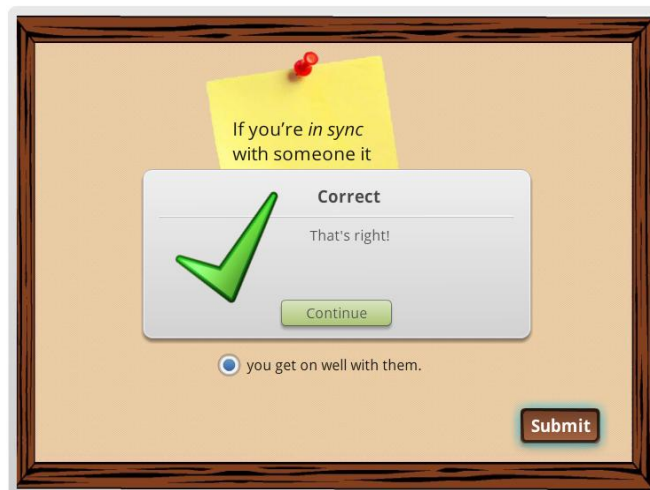 If you’re in sync
with someone it
Correct
That's right!
Continue
you get on well with them.
Submit